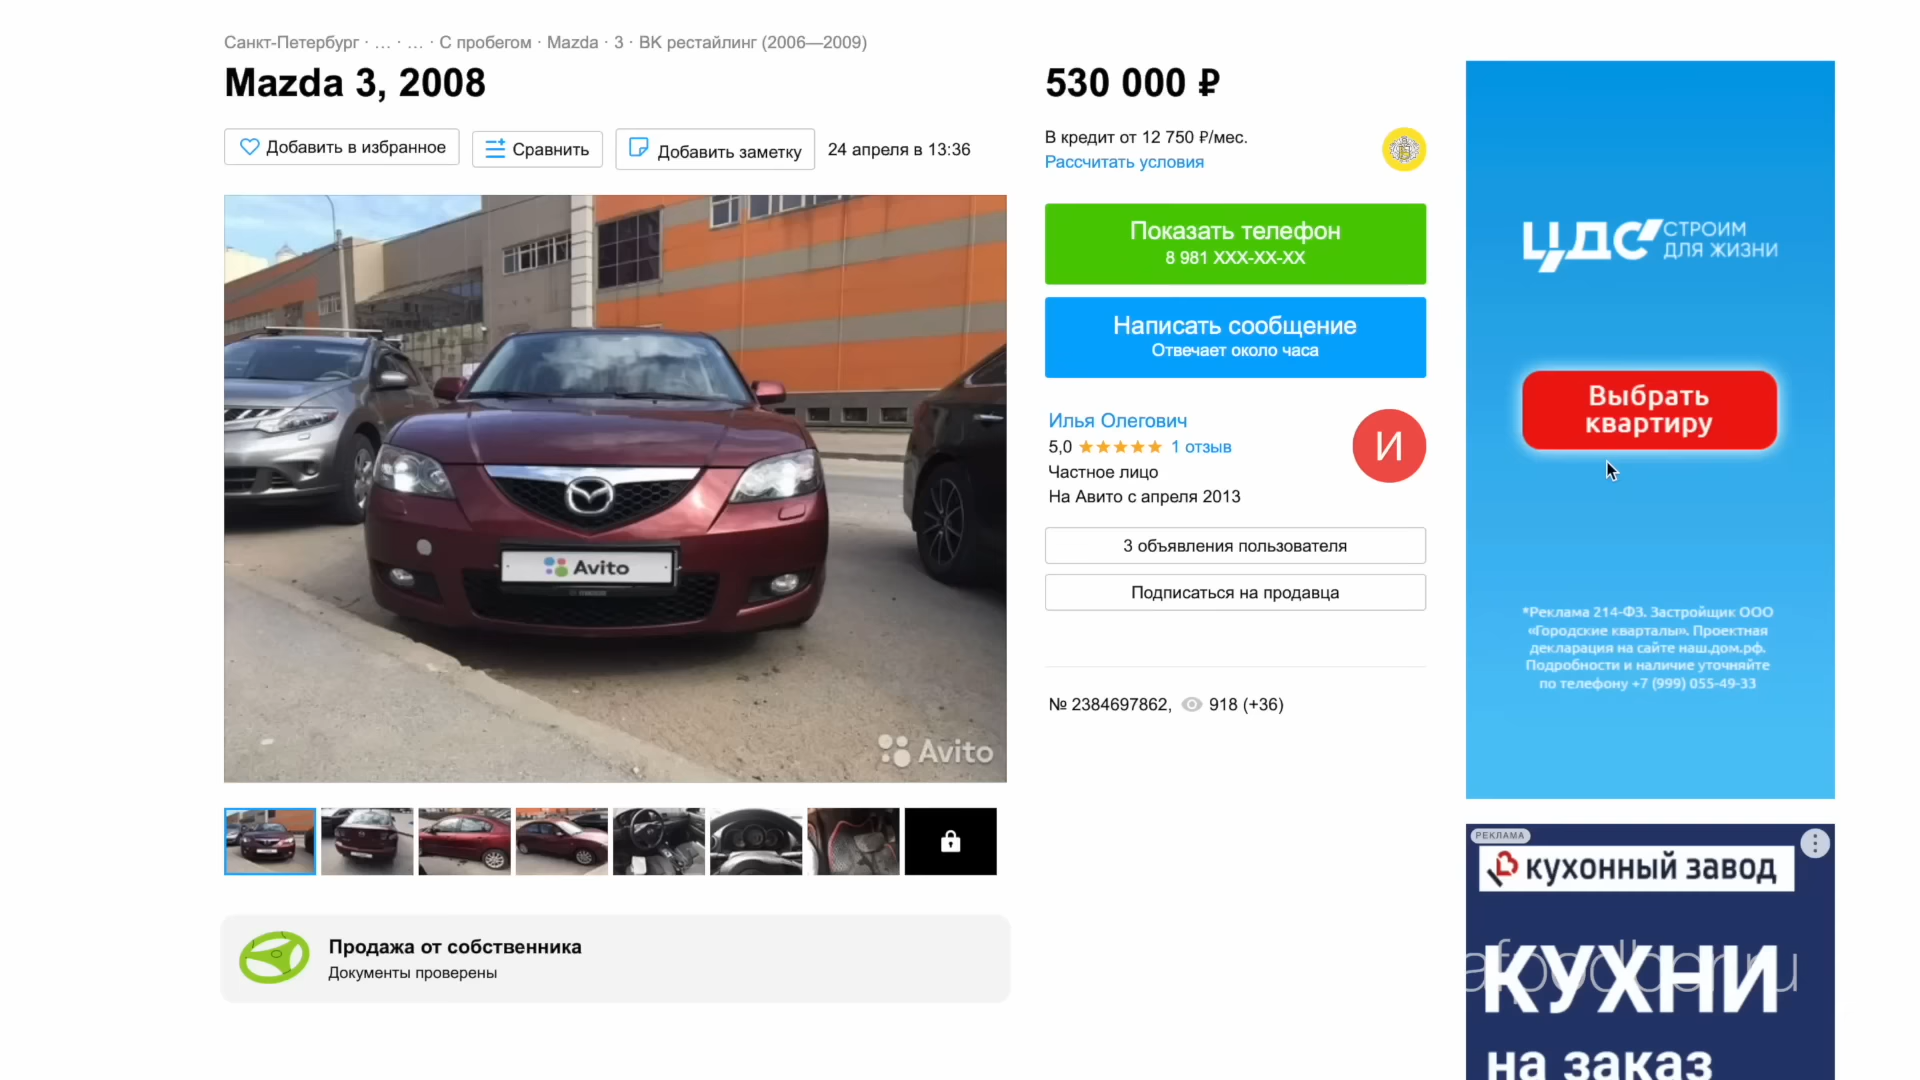 Санкт-Петербург · ... · ... · С пробегом · Mazda · 3 · BK рестайлинг (2006—2009)
Mazda 3, 2008
Добавить в избранное
Сравнить
Добавить заметку
24 апреля в 13:36
Avito
Avito
Продажа от собственника
Документы проверены
530 000 ₽
В кредит от 12 750 ₽/мес.
Рассчитать условия
Показать телефон
8 981 XXX-XX-XX
Написать сообщение
Отвечает около часа
Илья Олегович
5,0
1 отзыв
Частное лицо
На Авито с апреля 2013
И
3 объявления пользователя
Подписаться на продавца
№ 2384697862,
918 (+36)
ЦДС СТРОИМ
ДЛЯ ЖИЗНИ
Выбрать
квартиру
*Реклама 214-ФЗ. Застройщик ООО
«Городские кварталы». Проектная
декларация на сайте наш.дом.рф.
Подробности и наличие уточняйте
по телефону +7 (999) 055-49-33
РЕКЛАМА
кухонный завод
КУХНИ
на заказ